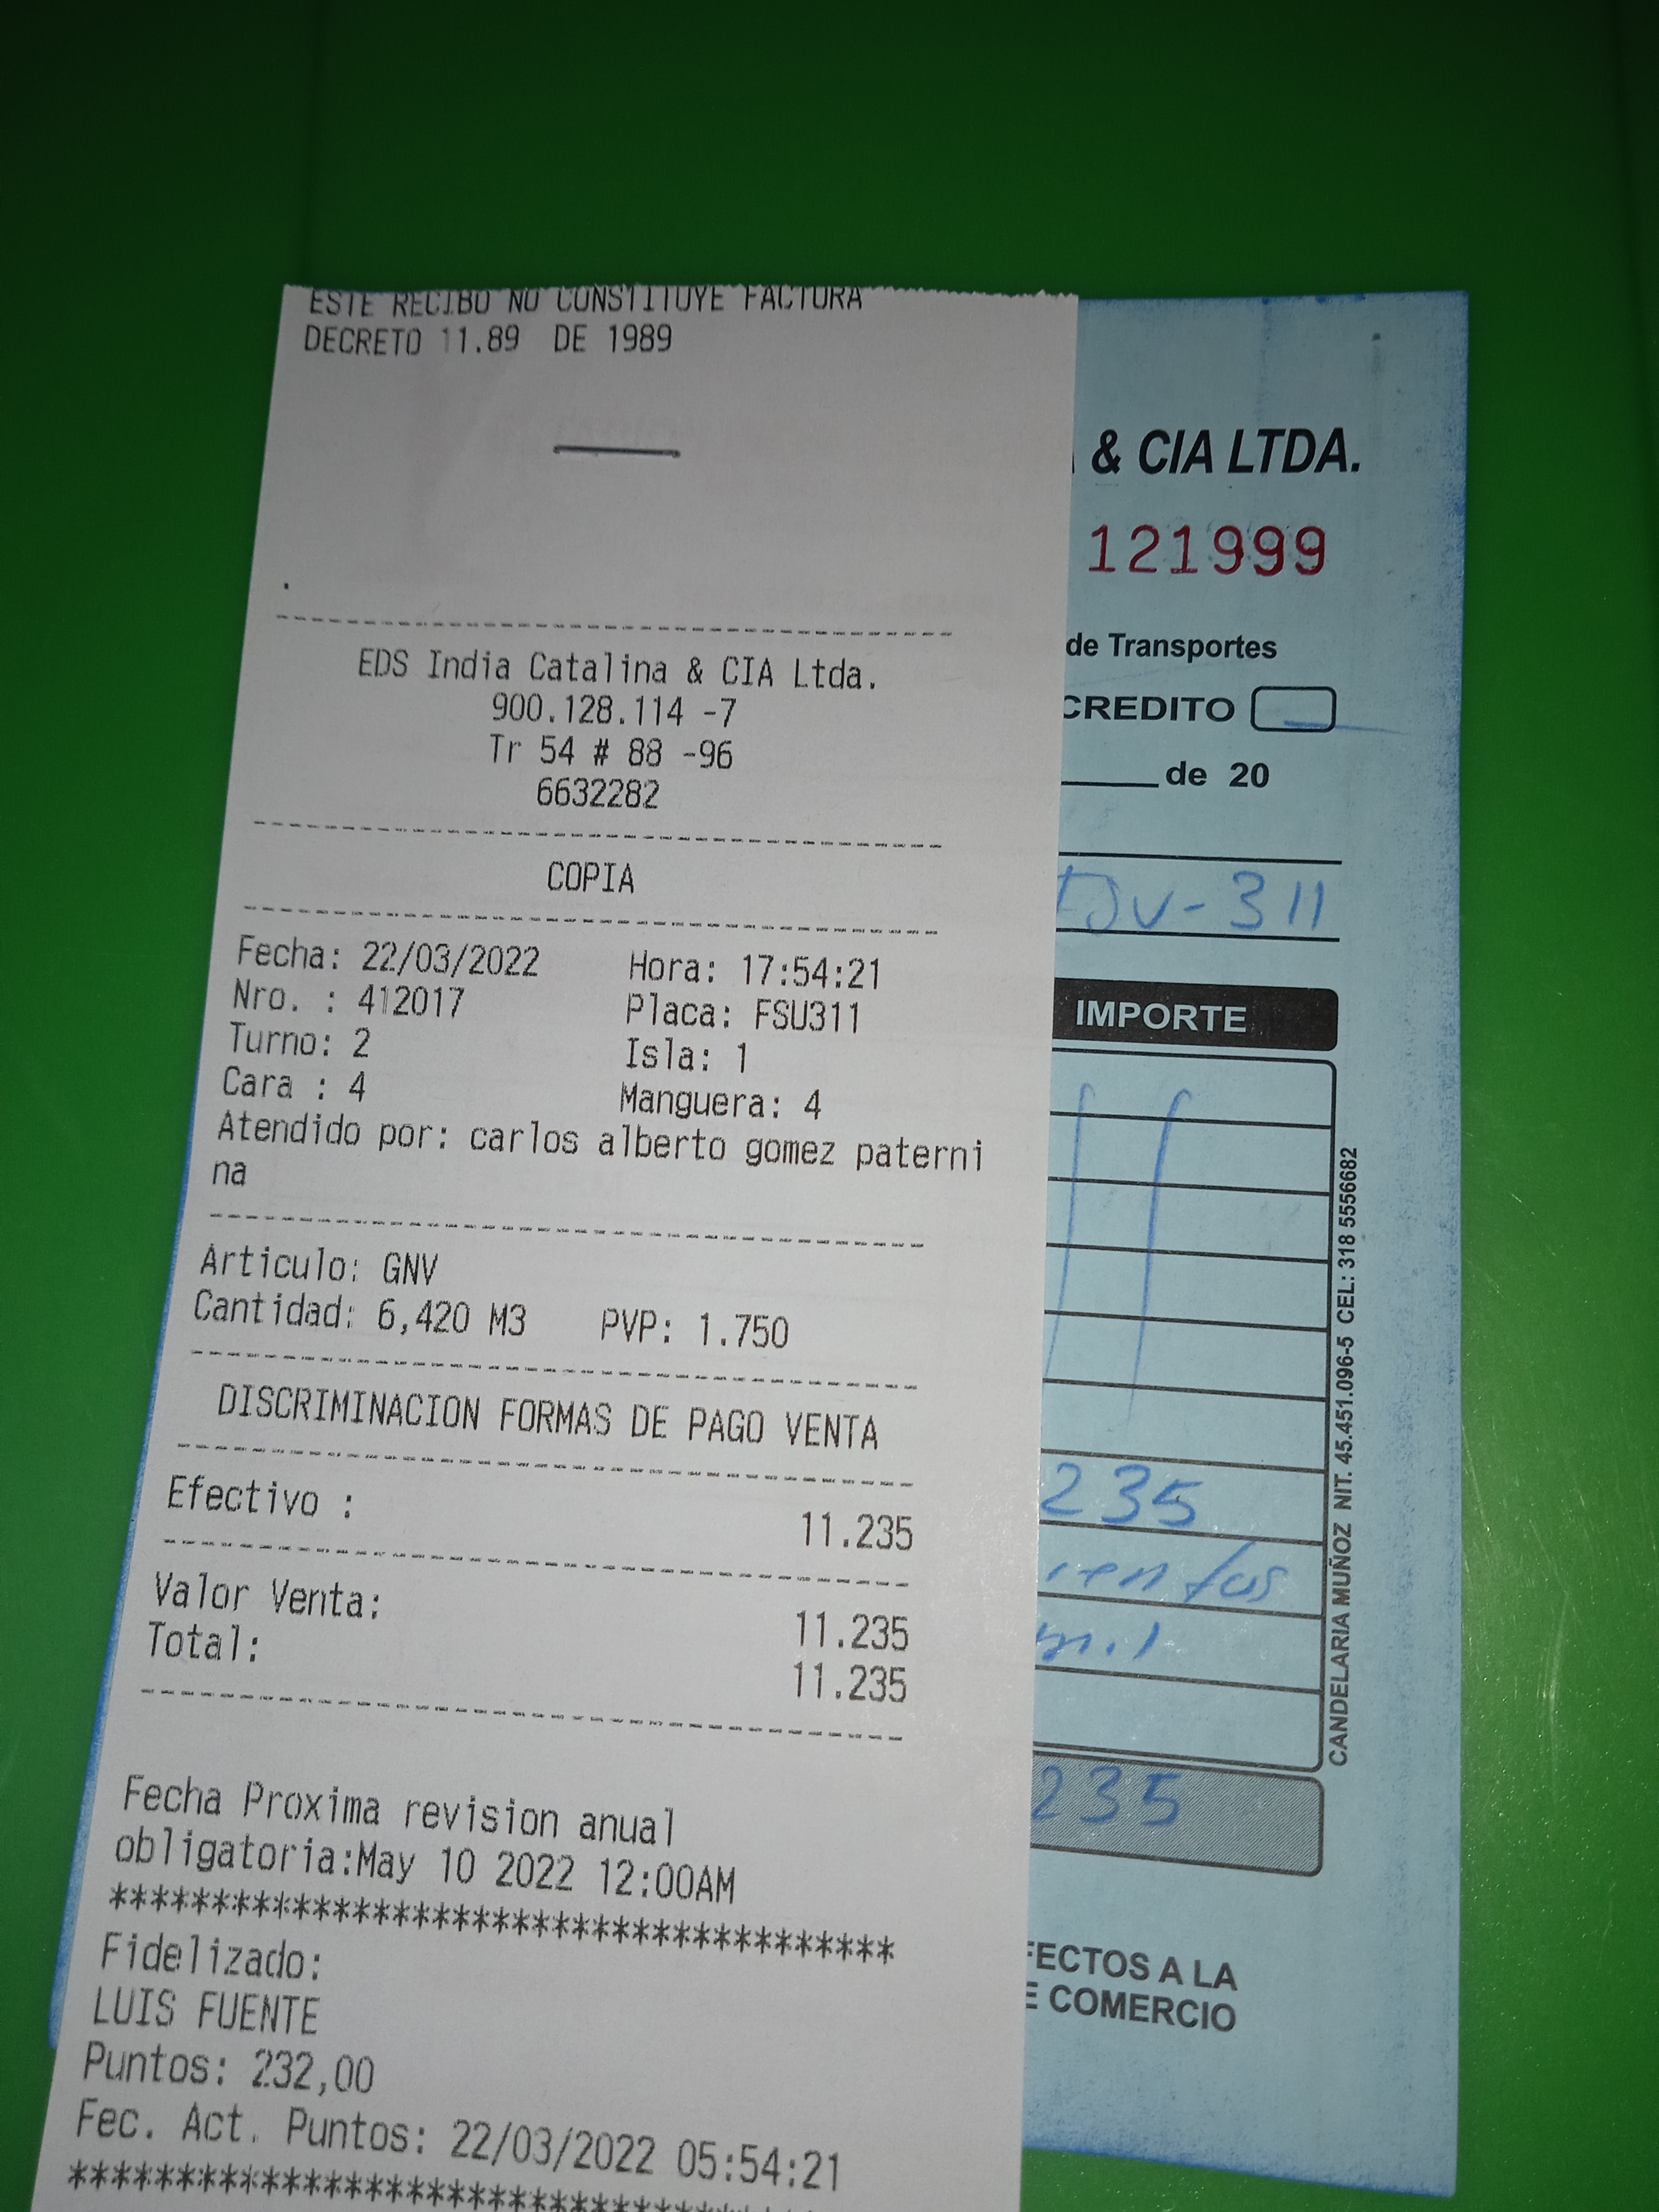 ESTE RECIBO NO CONSTITUYE FACTURA
DECRETO 11.89 DE 1989
EDS India Catalina & CIA Ltda.
900.128.114 -7
Tr 54 # 88 -96
6632282
COPIA
Fecha: 22/03/2022 Hora: 17:54:21
Nro. : 412017 Placa: FSU311
Turno: 2 Isla: 1
Cara : 4 Manguera: 4
Atendido por: carlos alberto gomez paterni
na
Articulo: GNV
Cantidad: 6,420 M3 PVP: 1.750
DISCRIMINACION FORMAS DE PAGO VENTA
Efectivo : 11.235
Valor Venta: 11.235
Total: 11.235
Fecha Proxima revision anual
obligatoria:May 10 2022 12:00AM
****************************************
Fidelizado:
LUIS FUENTE
Puntos: 232,00
Fec. Act. Puntos: 22/03/2022 05:54:21
& CIA LTDA.
121999
de Transportes
CREDITO
de 20
-311
IMPORTE
235
235
FECTOS A LA
E COMERCIO
CANDELARIA MUÑOZ NIT. 45.451.096-5 CEL: 318 5556682